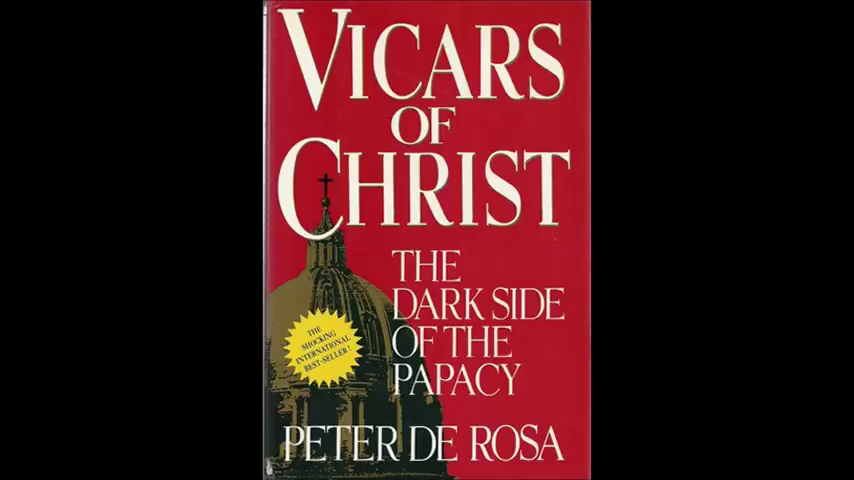 VICARS
OF
CHRIST
THE
DARK SIDE
OF THE
PAPACY
THE
SHOCKING
INTERNATIONAL
BEST-SELLER!
PETER DE ROSA